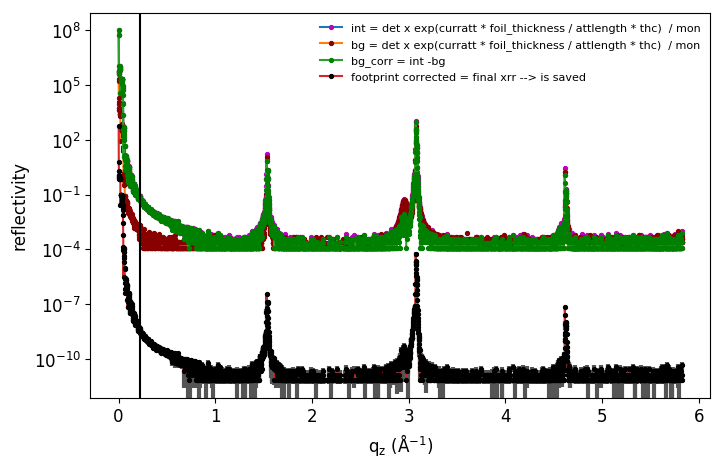 int = det x exp(curratt * foil_thickness / attlength * thc)  / mon
bg = det x exp(curratt * foil_thickness / attlength * thc)  / mon
bg_corr = int -bg
footprint corrected = final xrr --> is saved
reflectivity
10⁸
10⁵
10²
10⁻¹
10⁻⁴
10⁻⁷
10⁻¹⁰
0 1 2 3 4 5 6
q_z (Å⁻¹)